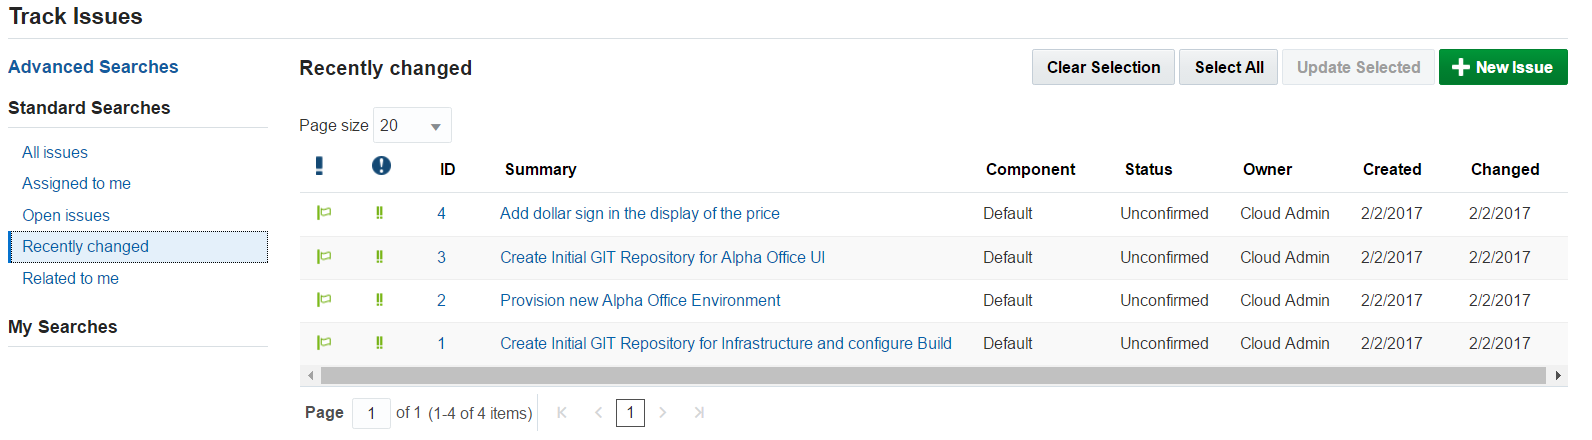 Track Issues
Advanced Searches
Standard Searches
All issues
Assigned to me
Open issues
Recently changed
Related to me
My Searches
Recently changed
Clear Selection Select All Update Selected New Issue
Page size 20
ID Summary Component Status Owner Created Changed
4 Add dollar sign in the display of the price Default Unconfirmed Cloud Admin 2/2/2017 2/2/2017
3 Create Initial GIT Repository for Alpha Office UI Default Unconfirmed Cloud Admin 2/2/2017 2/2/2017
2 Provision new Alpha Office Environment Default Unconfirmed Cloud Admin 2/2/2017 2/2/2017
1 Create Initial GIT Repository for Infrastructure and configure Build Default Unconfirmed Cloud Admin 2/2/2017 2/2/2017
Page 1 of 1 (1-4 of 4 items) 1